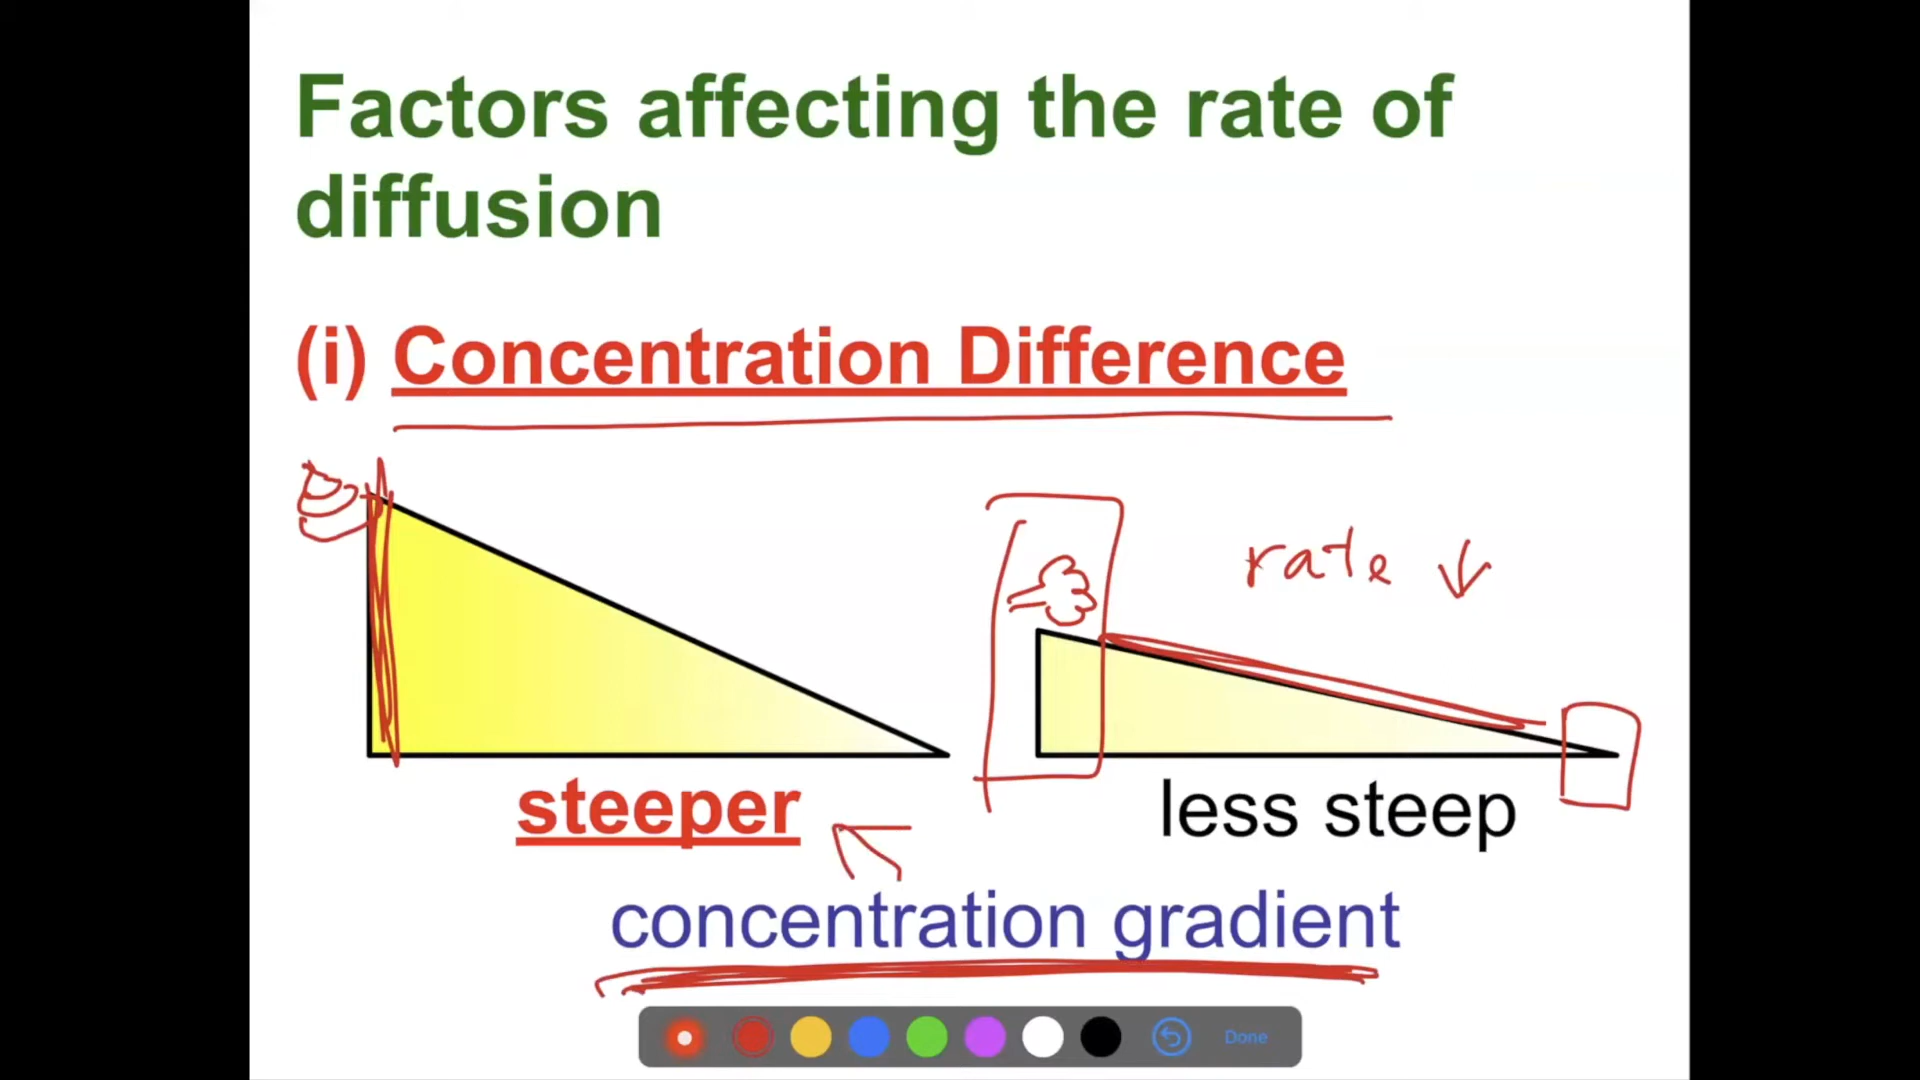 Factors affecting the rate of
diffusion
(i) Concentration Difference
rate ↓
steeper
less steep
concentration gradient
Done